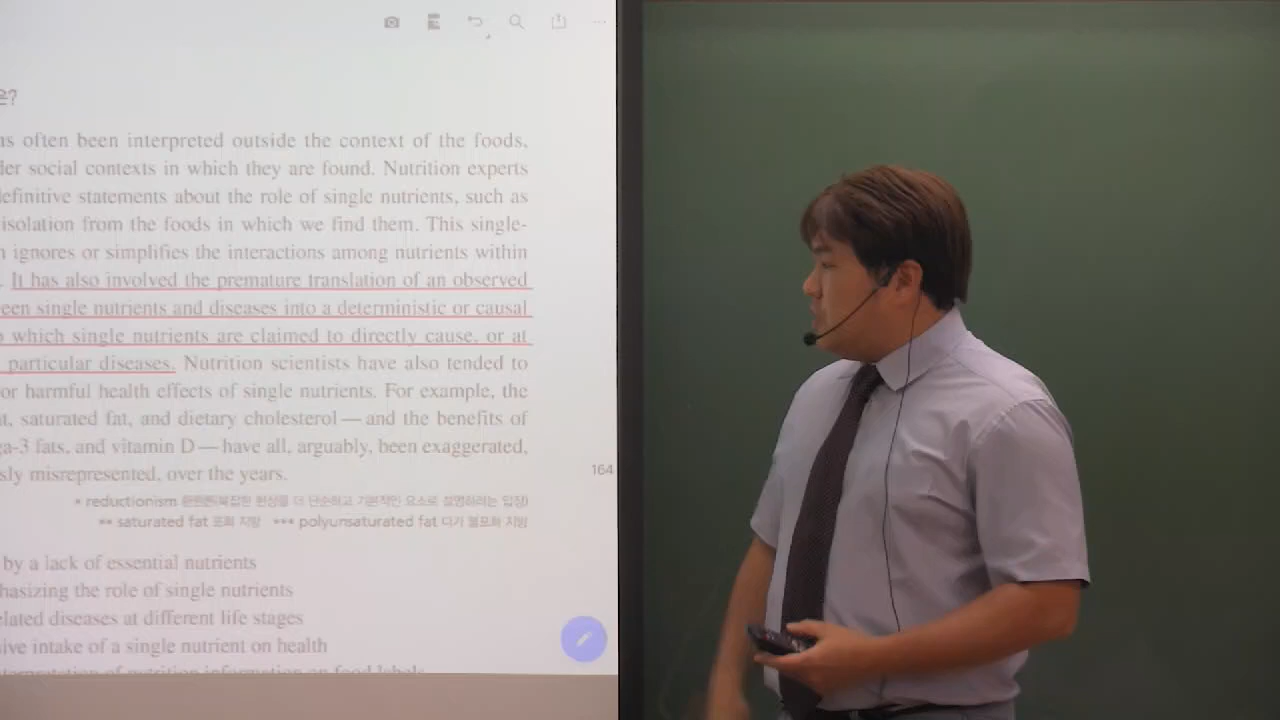 은?
as often been interpreted outside the context of the foods,
der social contexts in which they are found. Nutrition experts
definitive statements about the role of single nutrients, such as
isolation from the foods in which we find them. This single-
h ignores or simplifies the interactions among nutrients within
. It has also involved the premature translation of an observed
een single nutrients and diseases into a deterministic or causal
o which single nutrients are claimed to directly cause, or at
particular diseases. Nutrition scientists have also tended to
or harmful health effects of single nutrients. For example, the
at, saturated fat, and dietary cholesterol — and the benefits of
ga-3 fats, and vitamin D — have all, arguably, been exaggerated,
sly misrepresented, over the years.
164
* reductionism 환원론(복잡한 현상을 더 단순하고 기본적인 요소로 설명하려는 입장)
** saturated fat 포화 지방 *** polyunsaturated fat 다가 불포화 지방
by a lack of essential nutrients
hasizing the role of single nutrients
elated diseases at different life stages
sive intake of a single nutrient on health
nterpretation of nutrition information on food labels